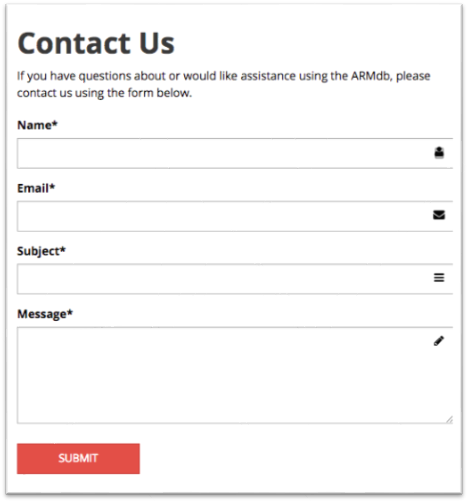 Contact Us
If you have questions about or would like assistance using the ARMdb, please
contact us using the form below.
Name*
Email*
Subject*
Message*
SUBMIT